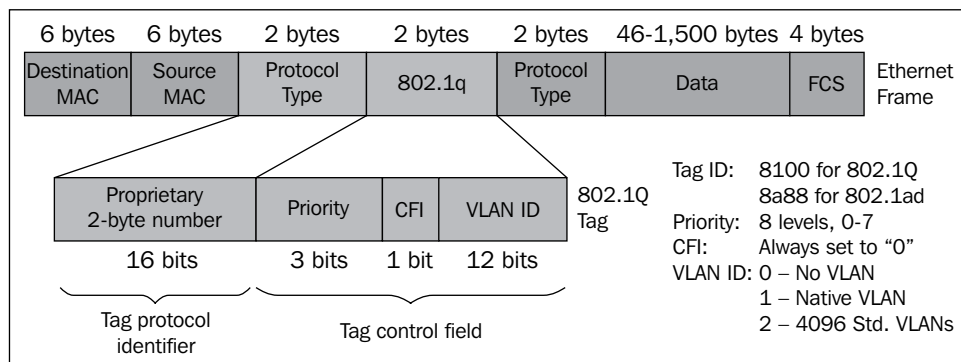 6 bytes 6 bytes 2 bytes 2 bytes 2 bytes 46-1,500 bytes 4 bytes
Destination MAC
Source MAC
Protocol Type
802.1q
Protocol Type
Data
FCS
Ethernet Frame
Proprietary 2-byte number
Priority
CFI
VLAN ID
802.1Q Tag
16 bits 3 bits 1 bit 12 bits
Tag protocol identifier
Tag control field
Tag ID: 8100 for 802.1Q
8a88 for 802.1ad
Priority: 8 levels, 0-7
CFI: Always set to “0”
VLAN ID: 0 – No VLAN
1 – Native VLAN
2 – 4096 Std. VLANs